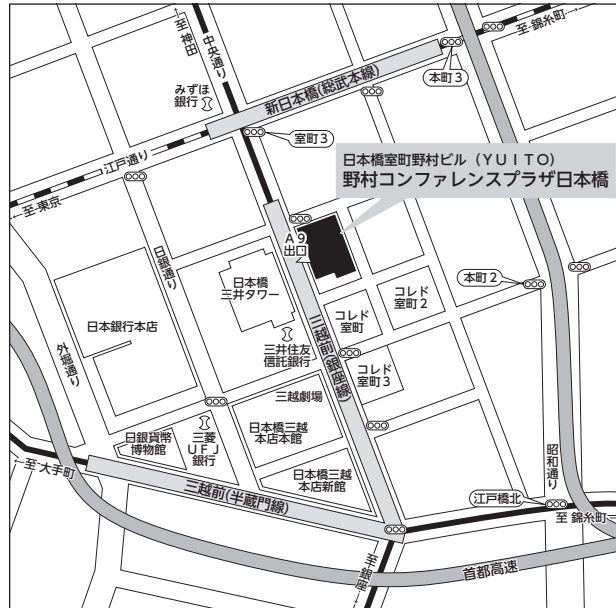 ←至神田
中央通り
至 錦糸町→
本町3
みずほ
銀行
新日本橋(総武本線)
室町3
江戸通り
←至 東京
日本橋室町野村ビル（YUITO）
野村コンファレンスプラザ日本橋
A9
出口
日銀通り
日本橋
三井タワー
コレド
室町
コレド
室町2
本町2
日本銀行本店
外堀通り
三井住友
信託銀行
三越前(銀座線)
コレド
室町3
三越劇場
日本橋三越
本店本館
日銀貨幣
博物館
三菱
UFJ
銀行
日本橋三越
本店新館
昭和通り
←至 大手町
三越前(半蔵門線)
江戸橋北
至 錦糸町→
至銀座→
首都高速